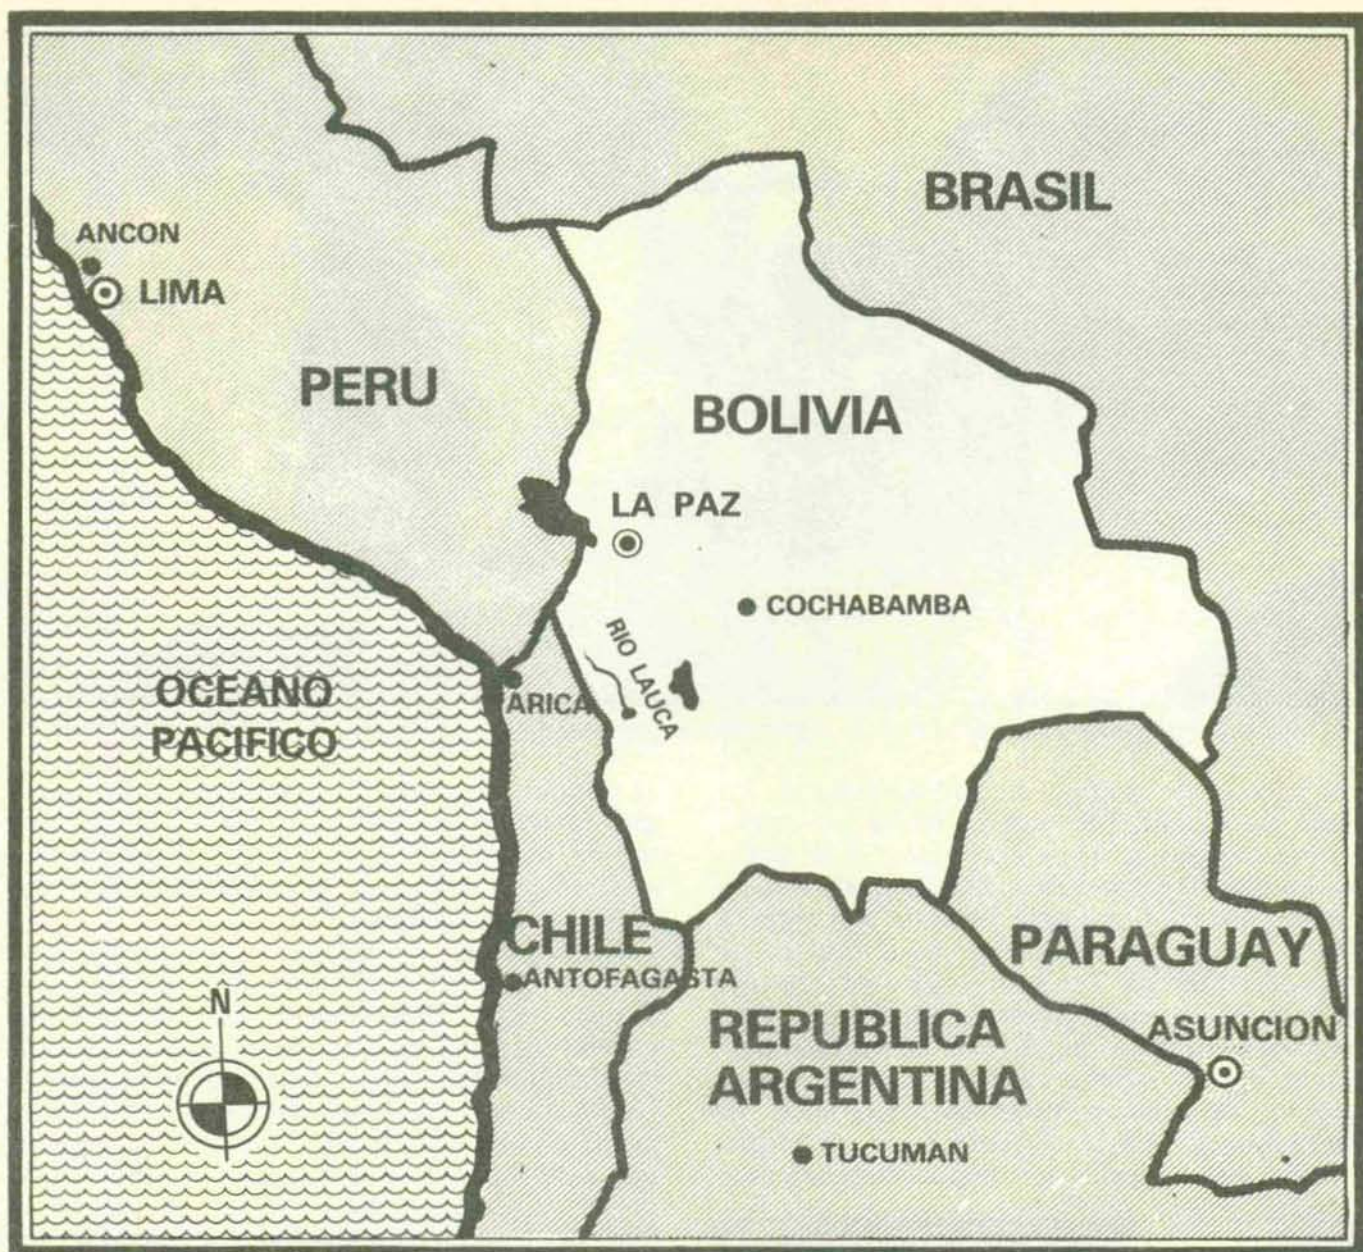 BRASIL
ANCON
LIMA
PERU
BOLIVIA
LA PAZ
COCHABAMBA
RIO LAUCA
OCEANO
PACIFICO
ARICA
CHILE
ANTOFAGASTA
PARAGUAY
N
REPUBLICA
ARGENTINA
ASUNCION
TUCUMAN